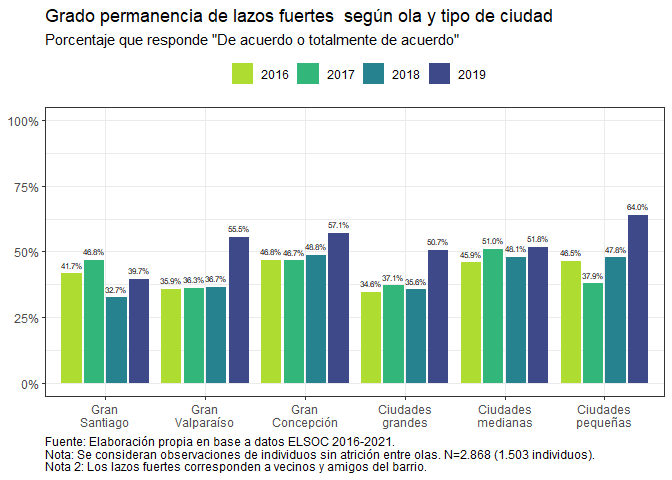 Grado permanencia de lazos fuertes  según ola y tipo de ciudad
Porcentaje que responde "De acuerdo o totalmente de acuerdo"
2016 2017 2018 2019
100%
75%
50%
25%
0%
41.7% 46.8% 32.7% 39.7%
35.9% 36.3% 36.7% 55.5%
46.8% 46.7% 48.8% 57.1%
34.6% 37.1% 35.6% 50.7%
45.9% 51.0% 48.1% 51.8%
46.5% 37.9% 47.8% 64.0%
Gran
Santiago
Gran
Valparaíso
Gran
Concepción
Ciudades
grandes
Ciudades
medianas
Ciudades
pequeñas
Fuente: Elaboración propia en base a datos ELSOC 2016-2021.
Nota: Se consideran observaciones de individuos sin atrición entre olas. N=2.868 (1.503 individuos).
Nota 2: Los lazos fuertes corresponden a vecinos y amigos del barrio.